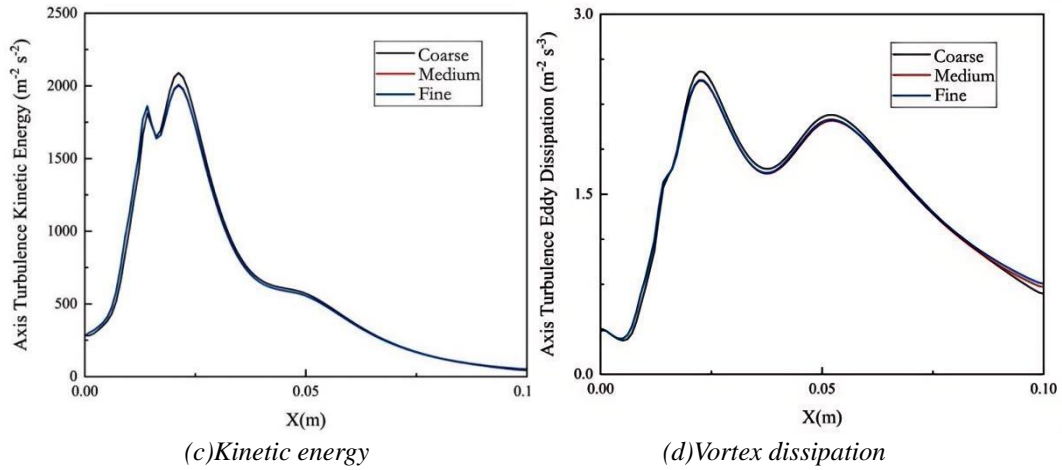 Axis Turbulence Kinetic Energy (m⁻² s⁻²)
2500
2000
1500
1000
500
0
Coarse
Medium
Fine
0.00
0.05
0.1
X(m)
(c)Kinetic energy
Axis Turbulence Eddy Dissipation (m⁻² s⁻³)
3.0
1.5
0.0
Coarse
Medium
Fine
0.00
0.05
0.10
X(m)
(d)Vortex dissipation